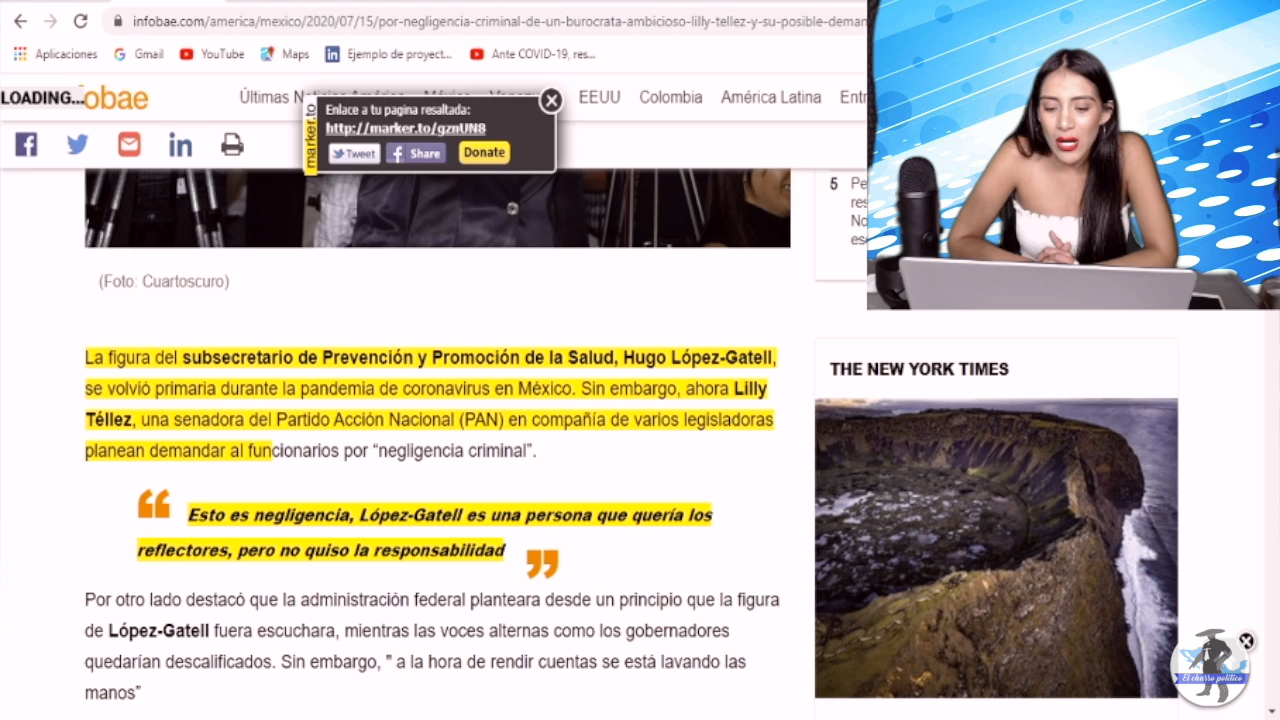 infobae.com/america/mexico/2020/07/15/por-negligencia-criminal-de-un-burocrata-ambicioso-lilly-tellez-y-su-posible-deman
Aplicaciones Gmail YouTube Maps Ejemplo de proyect... Ante COVID-19, res...
LOADING... obae Últimas EEUU Colombia América Latina Entr
marker.to
Enlace a tu pagina resaltada:
http://marker.to/gznUN8
Tweet Share Donate
5 Pe
res
No
es
(Foto: Cuartoscuro)
La figura del subsecretario de Prevención y Promoción de la Salud, Hugo López-Gatell,
se volvió primaria durante la pandemia de coronavirus en México. Sin embargo, ahora Lilly
Téllez, una senadora del Partido Acción Nacional (PAN) en compañía de varios legisladoras
planean demandar al funcionarios por “negligencia criminal”.
“ Esto es negligencia, López-Gatell es una persona que quería los
reflectores, pero no quiso la responsabilidad ”
Por otro lado destacó que la administración federal planteara desde un principio que la figura
de López-Gatell fuera escuchara, mientras las voces alternas como los gobernadores
quedarían descalificados. Sin embargo, " a la hora de rendir cuentas se está lavando las
manos”
THE NEW YORK TIMES
El charro político